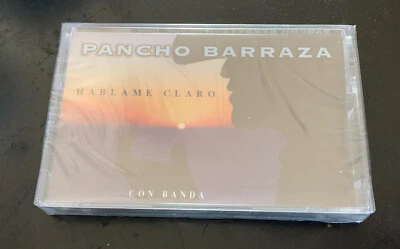 PANCHO BARRAZA
HABLAME CLARO
...CON BANDA